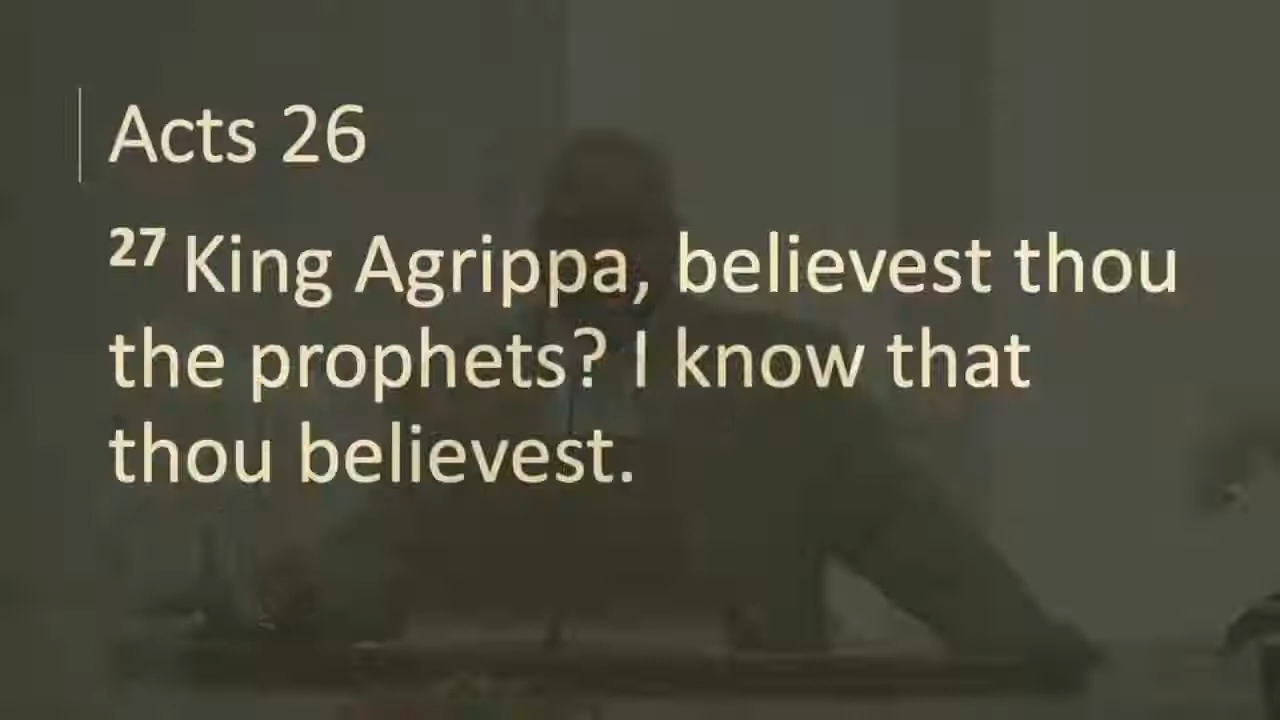 Acts 26
27 King Agrippa, believest thou
the prophets? I know that
thou believest.